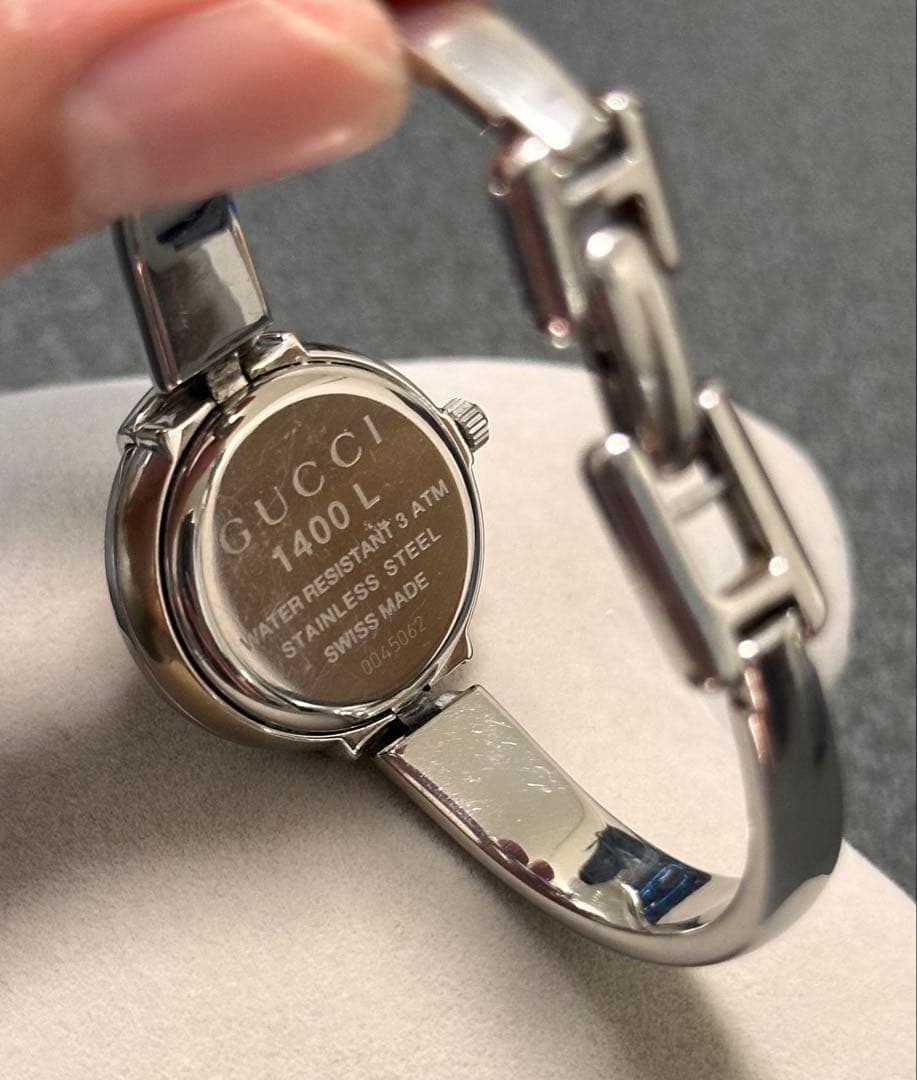 GUCCI
1400 L
WATER RESISTANT 3 ATM
STAINLESS STEEL
SWISS MADE
0045062